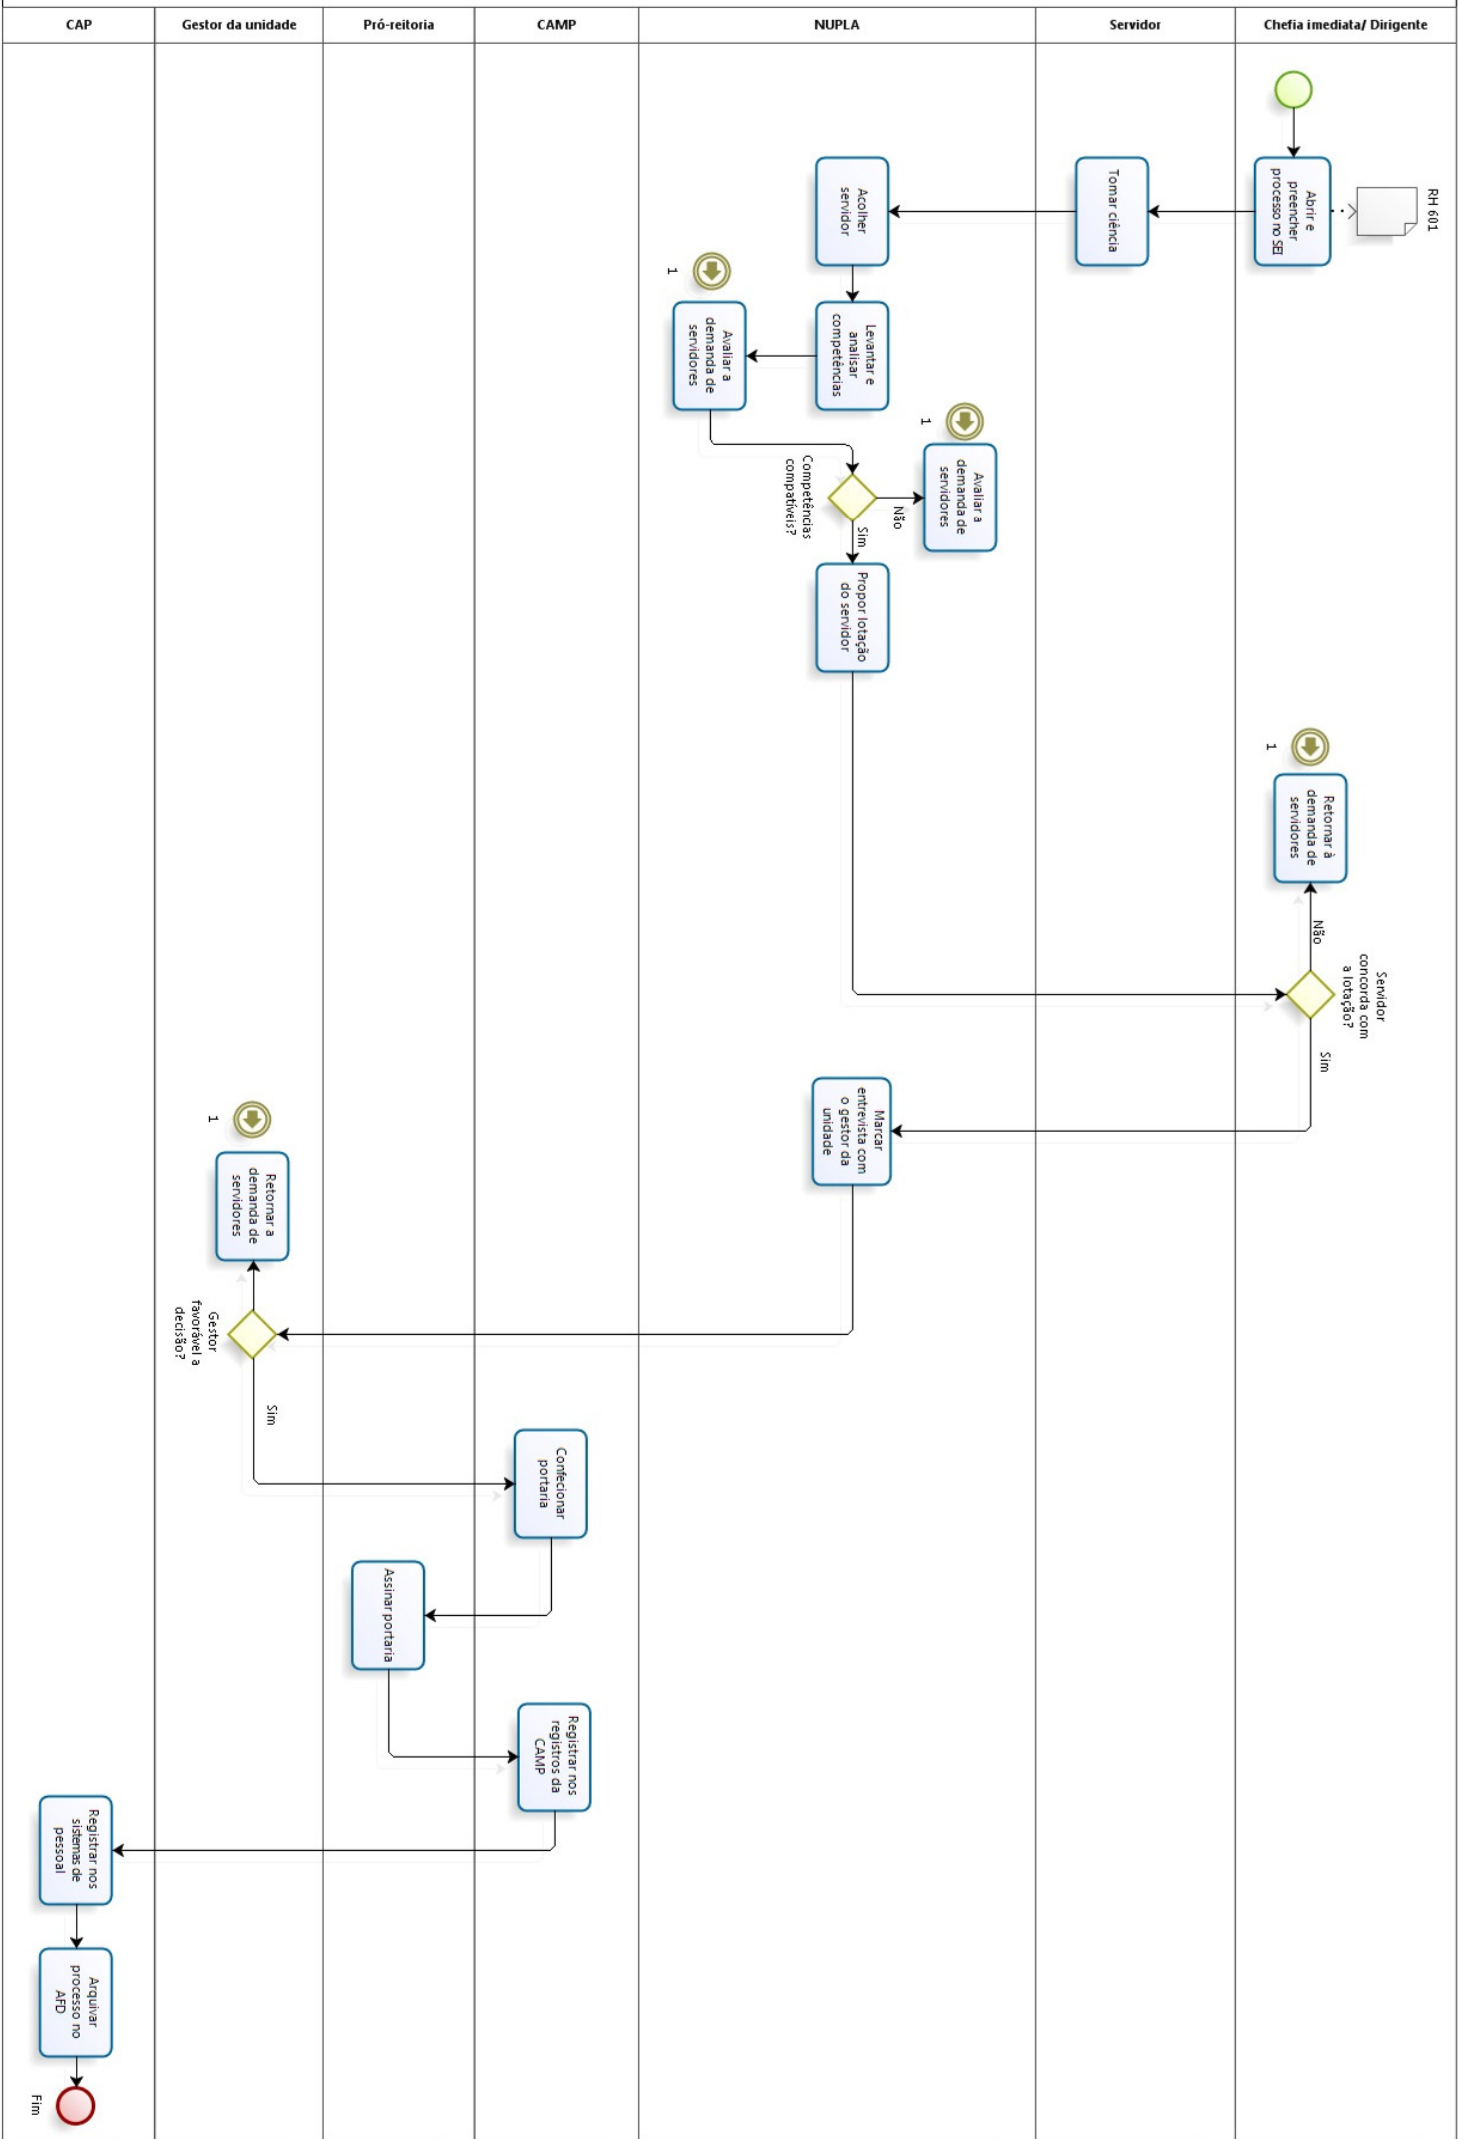 CAP
Gestor da unidade
Pró-reitoria
CAMP
NUPLA
Servidor
Chefia imediata/ Dirigente
RH 601
Abrir e
preencher
processo no SEI
Tomar ciência
Acolher
servidor
Levantar e
analisar
competências
1
Avaliar a
demanda de
servidores
1
Avaliar a
demanda de
servidores
Competências
compatíveis?
Não
Sim
Propor lotação
do servidor
1
Retornar à
demanda de
servidores
Não
Servidor
concorda com
a lotação?
Sim
Marcar
entrevista com
o gestor da
unidade
1
Retornar a
demanda de
servidores
Gestor
favorável a
decisão?
Sim
Confecionar
portaria
Assinar portaria
Registrar nos
registros da
CAMP
Registrar nos
sistemas de
pessoal
Arquivar
processo no
AFD
Fim